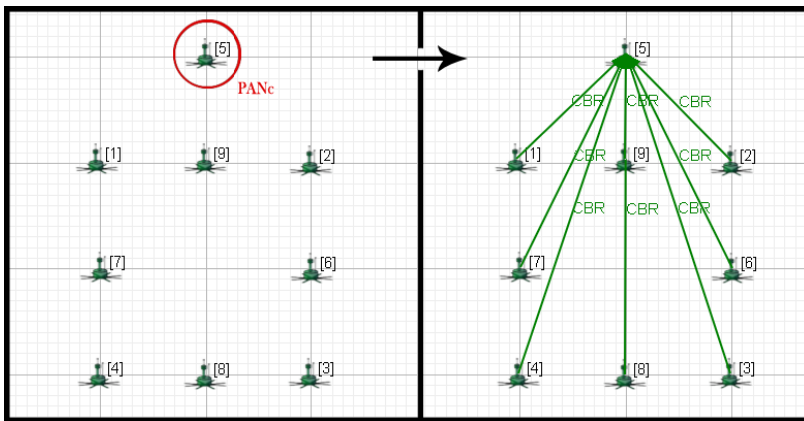 [5]
PANc
[1] [9] [2]
[7] [6]
[4] [8] [3]
[5]
CBR CBR CBR
[1] CBR [9] CBR [2]
CBR CBR CBR
[7] [6]
[4] [8] [3]